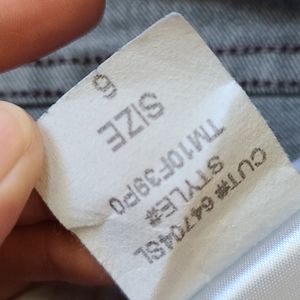 CUT# 64704SL
STYLE#
TM10F39P0
SIZE
6